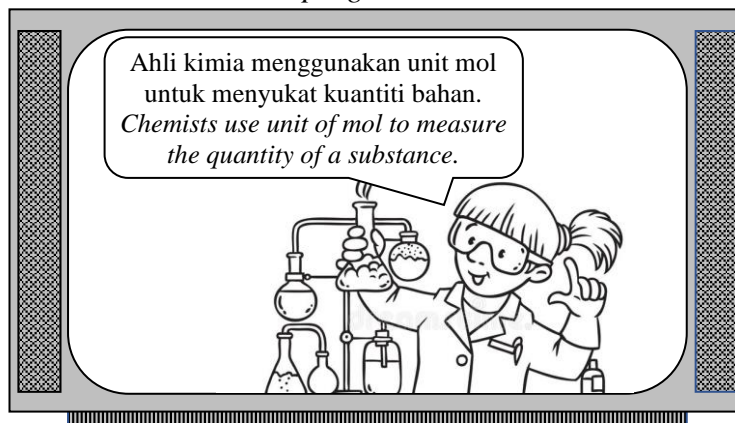 Ahli kimia menggunakan unit mol
untuk menyukat kuantiti bahan.
Chemists use unit of mol to measure
the quantity of a substance.